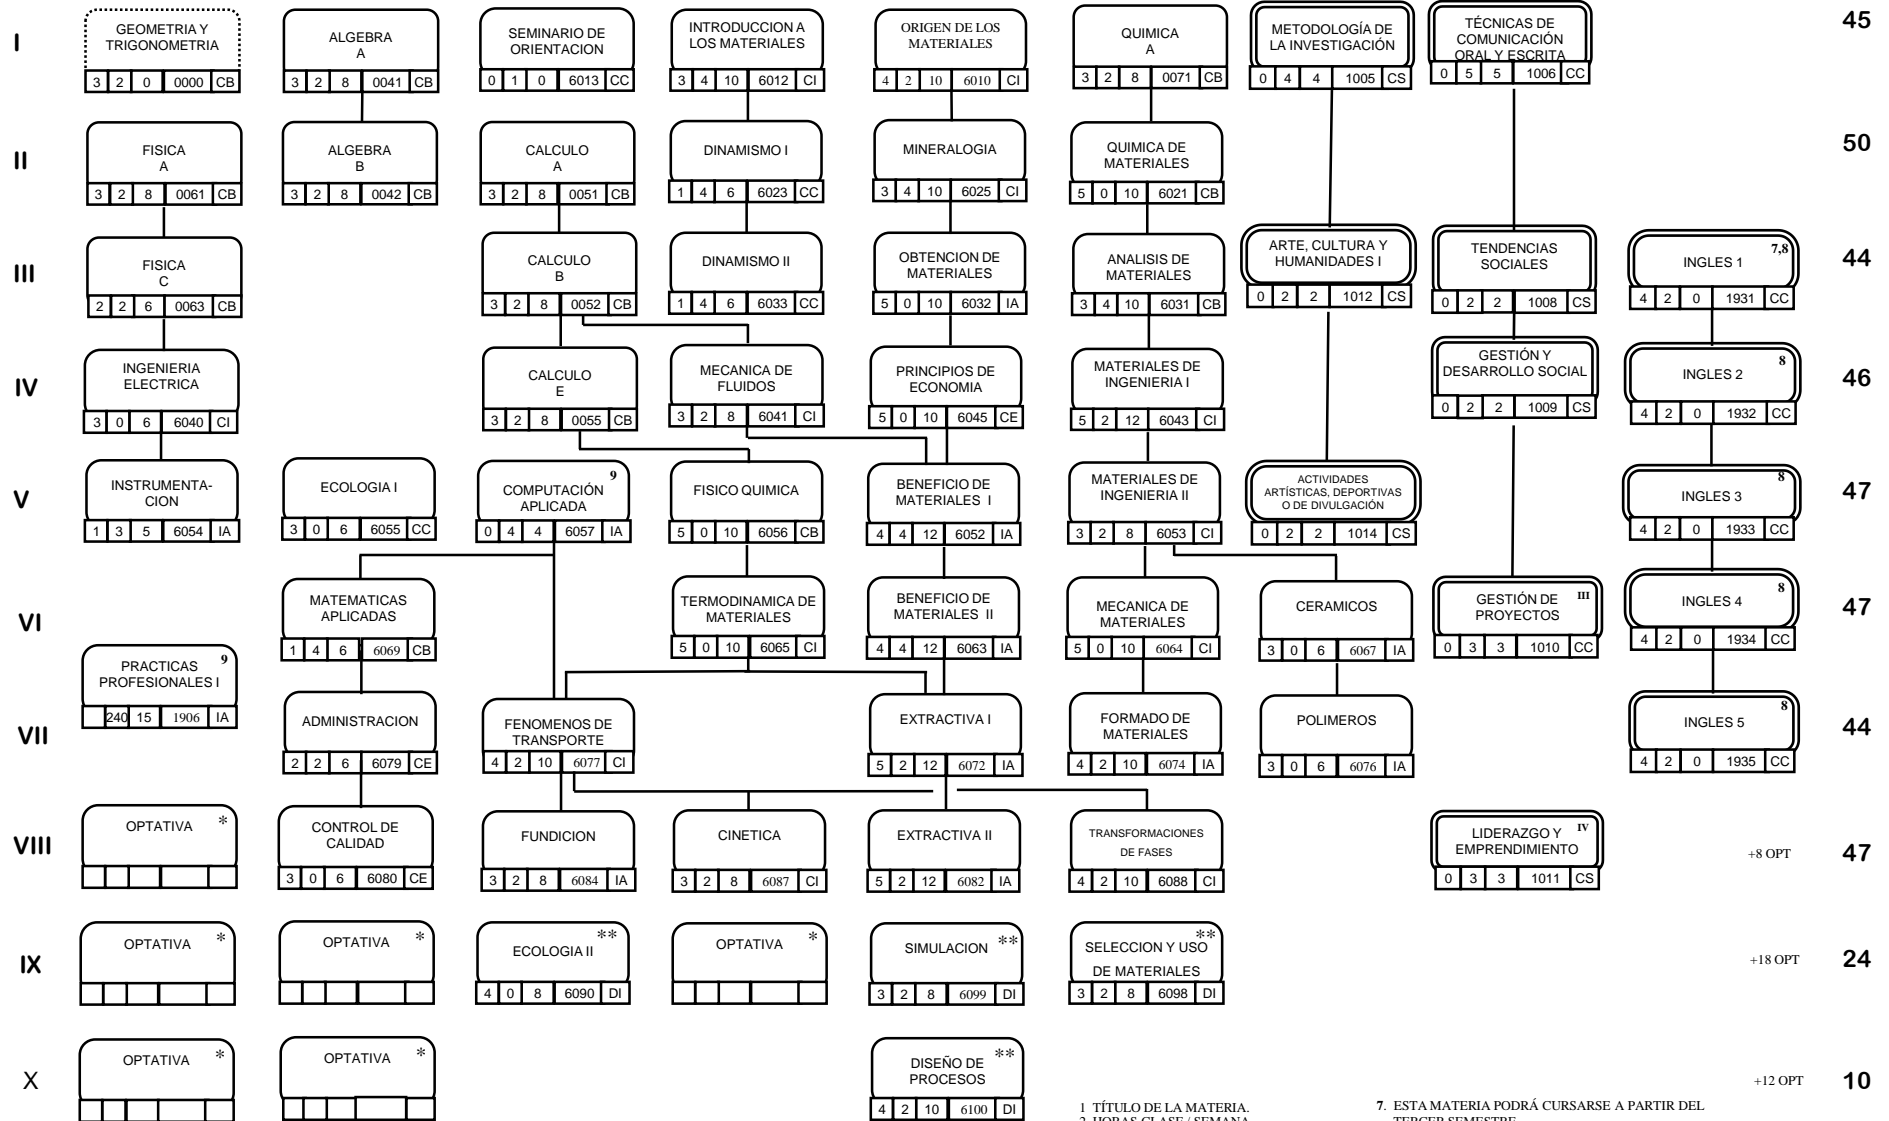 I
GEOMETRIA Y
TRIGONOMETRIA
3 2 0 0000 CB
ALGEBRA
A
3 2 8 0041 CB
SEMINARIO DE
ORIENTACION
0 1 0 6013 CC
INTRODUCCION A
LOS MATERIALES
3 4 10 6012 CI
ORIGEN DE LOS
MATERIALES
4 2 10 6010 CI
QUIMICA
A
3 2 8 0071 CB
METODOLOGÍA DE
LA INVESTIGACIÓN
0 4 4 1005 CS
TÉCNICAS DE
COMUNICACIÓN
ORAL Y ESCRITA
0 5 5 1006 CC
45
II
FISICA
A
3 2 8 0061 CB
ALGEBRA
B
3 2 8 0042 CB
CALCULO
A
3 2 8 0051 CB
DINAMISMO I
1 4 6 6023 CC
MINERALOGIA
3 4 10 6025 CI
QUIMICA DE
MATERIALES
5 0 10 6021 CB
50
III
FISICA
C
2 2 6 0063 CB
CALCULO
B
3 2 8 0052 CB
DINAMISMO II
1 4 6 6033 CC
OBTENCION DE
MATERIALES
5 0 10 6032 IA
ANALISIS DE
MATERIALES
3 4 10 6031 CB
ARTE, CULTURA Y
HUMANIDADES I
0 2 2 1012 CS
TENDENCIAS
SOCIALES
0 2 2 1008 CS
7,8
INGLES 1
4 2 0 1931 CC
44
IV
INGENIERIA
ELECTRICA
3 0 6 6040 CI
CALCULO
E
3 2 8 0055 CB
MECANICA DE
FLUIDOS
3 2 8 6041 CI
PRINCIPIOS DE
ECONOMIA
5 0 10 6045 CE
MATERIALES DE
INGENIERIA I
5 2 12 6043 CI
GESTIÓN Y
DESARROLLO SOCIAL
0 2 2 1009 CS
8
INGLES 2
4 2 0 1932 CC
46
V
INSTRUMENTA-
CION
1 3 5 6054 IA
ECOLOGIA I
3 0 6 6055 CC
9
COMPUTACIÓN
APLICADA
0 4 4 6057 IA
FISICO QUIMICA
5 0 10 6056 CB
BENEFICIO DE
MATERIALES I
4 4 12 6052 IA
MATERIALES DE
INGENIERIA II
3 2 8 6053 CI
ACTIVIDADES
ARTÍSTICAS, DEPORTIVAS
O DE DIVULGACIÓN
0 2 2 1014 CS
8
INGLES 3
4 2 0 1933 CC
47
VI
MATEMATICAS
APLICADAS
1 4 6 6069 CB
TERMODINAMICA DE
MATERIALES
5 0 10 6065 CI
BENEFICIO DE
MATERIALES II
4 4 12 6063 IA
MECANICA DE
MATERIALES
5 0 10 6064 CI
CERAMICOS
3 0 6 6067 IA
GESTIÓN DE III
PROYECTOS
0 3 3 1010 CC
8
INGLES 4
4 2 0 1934 CC
47
PRACTICAS 9
PROFESIONALES I
240 15 1906 IA
VII
ADMINISTRACION
2 2 6 6079 CE
FENOMENOS DE
TRANSPORTE
4 2 10 6077 CI
EXTRACTIVA I
5 2 12 6072 IA
FORMADO DE
MATERIALES
4 2 10 6074 IA
POLIMEROS
3 0 6 6076 IA
8
INGLES 5
4 2 0 1935 CC
44
VIII
OPTATIVA *
CONTROL DE
CALIDAD
3 0 6 6080 CE
FUNDICION
3 2 8 6084 IA
CINETICA
3 2 8 6087 CI
EXTRACTIVA II
5 2 12 6082 IA
TRANSFORMACIONES
DE FASES
4 2 10 6088 CI
LIDERAZGO Y IV
EMPRENDIMIENTO
0 3 3 1011 CS
+8 OPT
47
IX
OPTATIVA *
OPTATIVA *
**
ECOLOGIA II
4 0 8 6090 DI
OPTATIVA *
SIMULACION **
3 2 8 6099 DI
**
SELECCION Y USO
DE MATERIALES
3 2 8 6098 DI
+18 OPT
24
X
OPTATIVA *
OPTATIVA *
DISEÑO DE **
PROCESOS
4 2 10 6100 DI
+12 OPT
10
1 TÍTULO DE LA MATERIA.
2 HORAS CLASE / SEMANA
7. ESTA MATERIA PODRÁ CURSARSE A PARTIR DEL
TERCER SEMESTRE